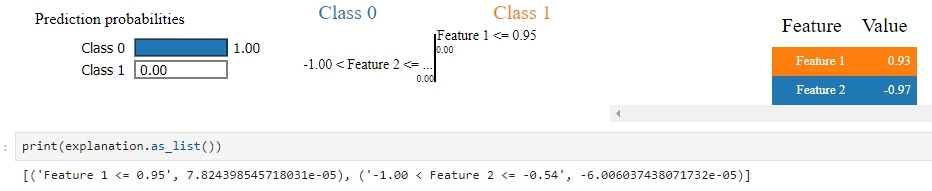 Prediction probabilities
Class 0 1.00
Class 1 0.00
Class 0 Class 1
Feature 1 <= 0.95
0.00
-1.00 < Feature 2 <= ...
0.00
Feature Value
Feature 1 0.93
Feature 2 -0.97
: print(explanation.as_list())
[('Feature 1 <= 0.95', 7.824398545718031e-05), ('-1.00 < Feature 2 <= -0.54', -6.006037438071732e-05)]